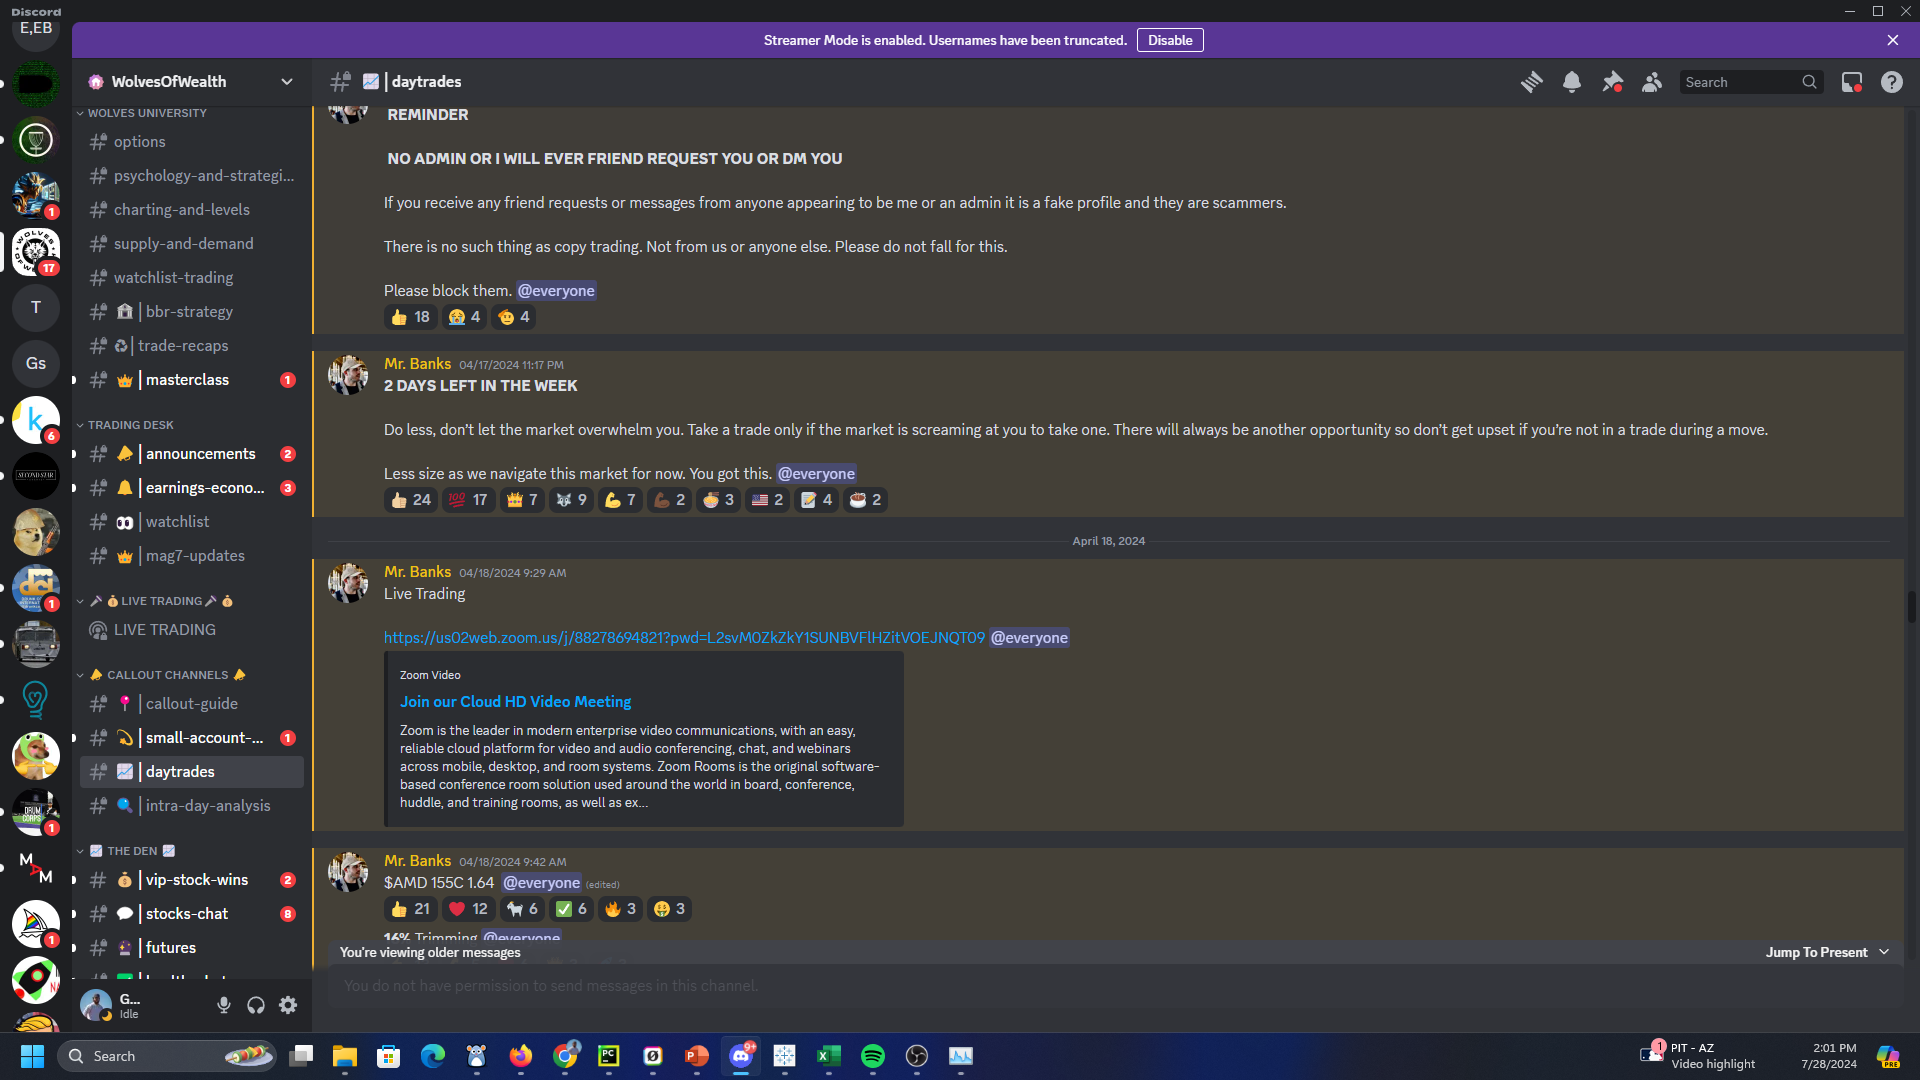 Discord
E,EB
Streamer Mode is enabled. Usernames have been truncated.
Disable
WolvesOfWealth
| daytrades
Search
WOLVES UNIVERSITY
options
psychology-and-strategi...
charting-and-levels
supply-and-demand
watchlist-trading
| bbr-strategy
| trade-recaps
| masterclass
1
TRADING DESK
| announcements
2
| earnings-econo...
3
| watchlist
| mag7-updates
LIVE TRADING
LIVE TRADING
CALLOUT CHANNELS
| callout-guide
| small-account-...
1
| daytrades
| intra-day-analysis
THE DEN
| vip-stock-wins
2
| stocks-chat
8
futures
1
WOLVES
17
T
Gs
k
6
SECOND STAR
dci
1
DRUM CORPS
1
M A M
1
G...
Idle
REMINDER
NO ADMIN OR I WILL EVER FRIEND REQUEST YOU OR DM YOU
If you receive any friend requests or messages from anyone appearing to be me or an admin it is a fake profile and they are scammers.
There is no such thing as copy trading. Not from us or anyone else. Please do not fall for this.
Please block them. @everyone
18 4 4
Mr. Banks 04/17/2024 11:17 PM
2 DAYS LEFT IN THE WEEK
Do less, don't let the market overwhelm you. Take a trade only if the market is screaming at you to take one. There will always be another opportunity so don't get upset if you're not in a trade during a move.
Less size as we navigate this market for now. You got this. @everyone
24 100 17 7 9 7 2 3 2 4 2
April 18, 2024
Mr. Banks 04/18/2024 9:29 AM
Live Trading
https://us02web.zoom.us/j/88278694821?pwd=L2svM0ZkZkY1SUNBVFlHZitVOEJNQT09 @everyone
Zoom Video
Join our Cloud HD Video Meeting
Zoom is the leader in modern enterprise video communications, with an easy,
reliable cloud platform for video and audio conferencing, chat, and webinars
across mobile, desktop, and room systems. Zoom Rooms is the original software-
based conference room solution used around the world in board, conference,
huddle, and training rooms, as well as ex...
Mr. Banks 04/18/2024 9:42 AM
$AMD 155C 1.64 @everyone (edited)
21 12 6 6 3 3
16% Trimming @everyone
You're viewing older messages
Jump To Present
You do not have permission to send messages in this channel.
Search
PC
P
9+
X
1
PIT - AZ
Video highlight
2:01 PM
7/28/2024
PRE